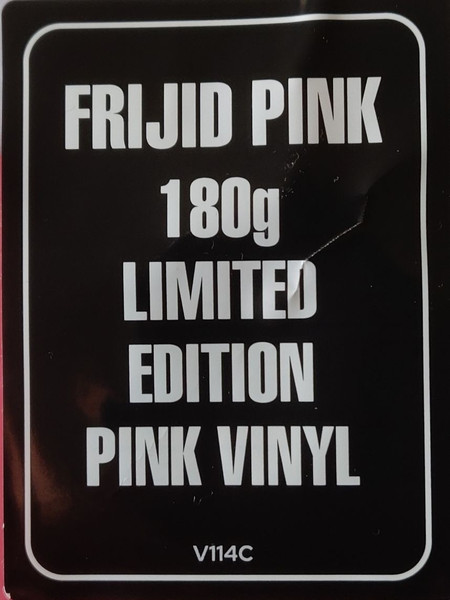 FRIJID PINK
180g
LIMITED
EDITION
PINK VINYL
V114C